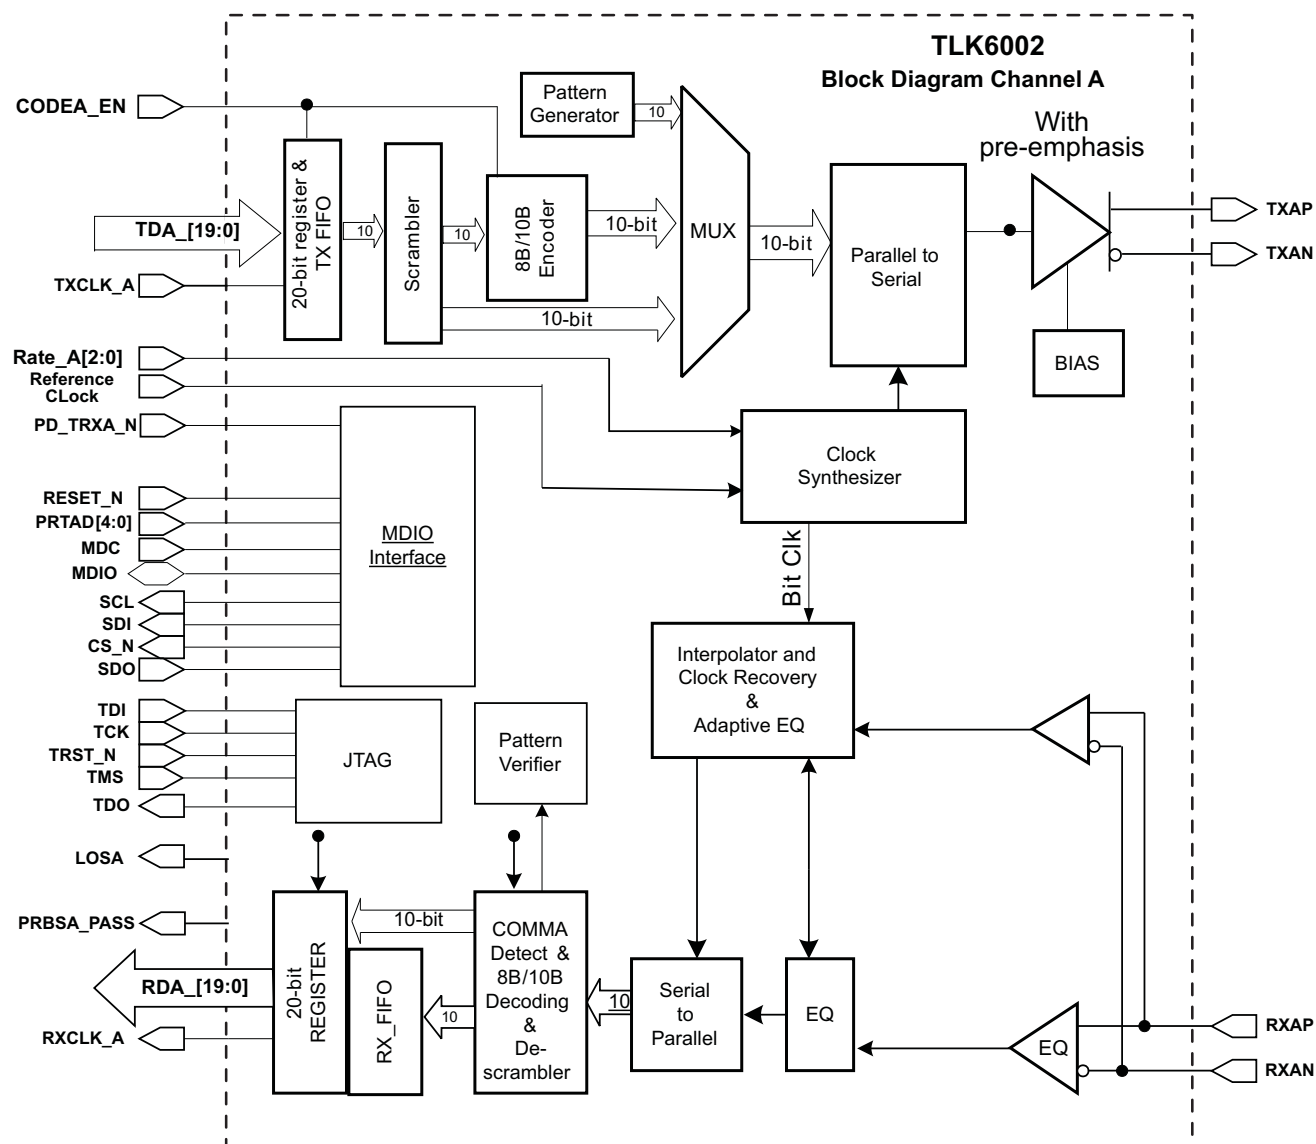 TLK6002
Block Diagram Channel A
CODEA_EN
Pattern
Generator
10
With
pre-emphasis
TDA_[19:0]
20-bit register &
TX FIFO
10
Scrambler
10
8B/10B
Encoder
10-bit
10-bit
MUX
10-bit
Parallel to
Serial
TXAP
TXAN
TXCLK_A
BIAS
Rate_A[2:0]
Reference
CLock
PD_TRXA_N
Clock
Synthesizer
RESET_N
PRTAD[4:0]
MDC
MDIO
SCL
SDI
CS_N
SDO
MDIO
Interface
Bit Clk
Interpolator and
Clock Recovery
&
Adaptive EQ
TDI
TCK
TRST_N
TMS
TDO
JTAG
Pattern
Verifier
LOSA
PRBSA_PASS
RDA_[19:0]
RXCLK_A
20-bit
REGISTER
10-bit
RX_FIFO
10
COMMA
Detect &
8B/10B
Decoding
&
De-
scrambler
10
Serial
to
Parallel
EQ
EQ
RXAP
RXAN